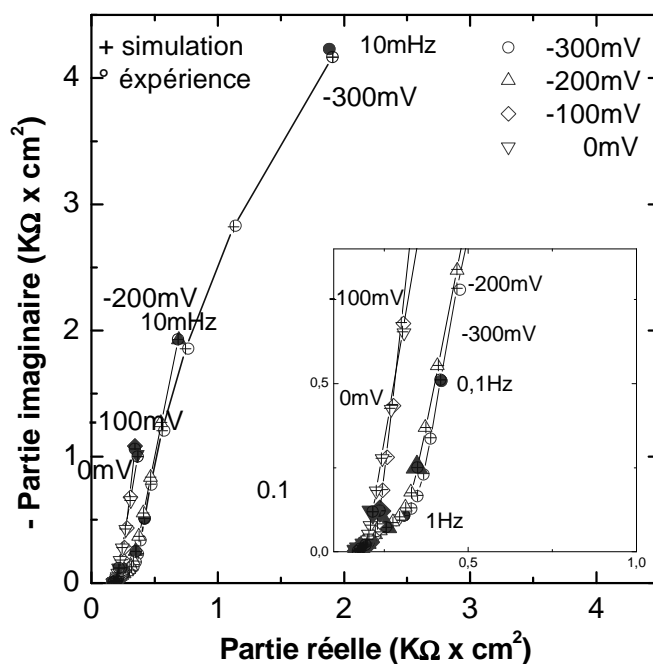 + simulation
° éxpérience
10mHz
-300mV
-300mV
-200mV
-100mV
0mV
- Partie imaginaire (KΩ x cm²)
4
3
2
1
0
-200mV
10mHz
-100mV
0mV
0.1
-100mV
0mV
-200mV
-300mV
0,1Hz
1Hz
0,5
0,0
0,5
1,0
0
1
2
3
4
Partie réelle (KΩ x cm²)